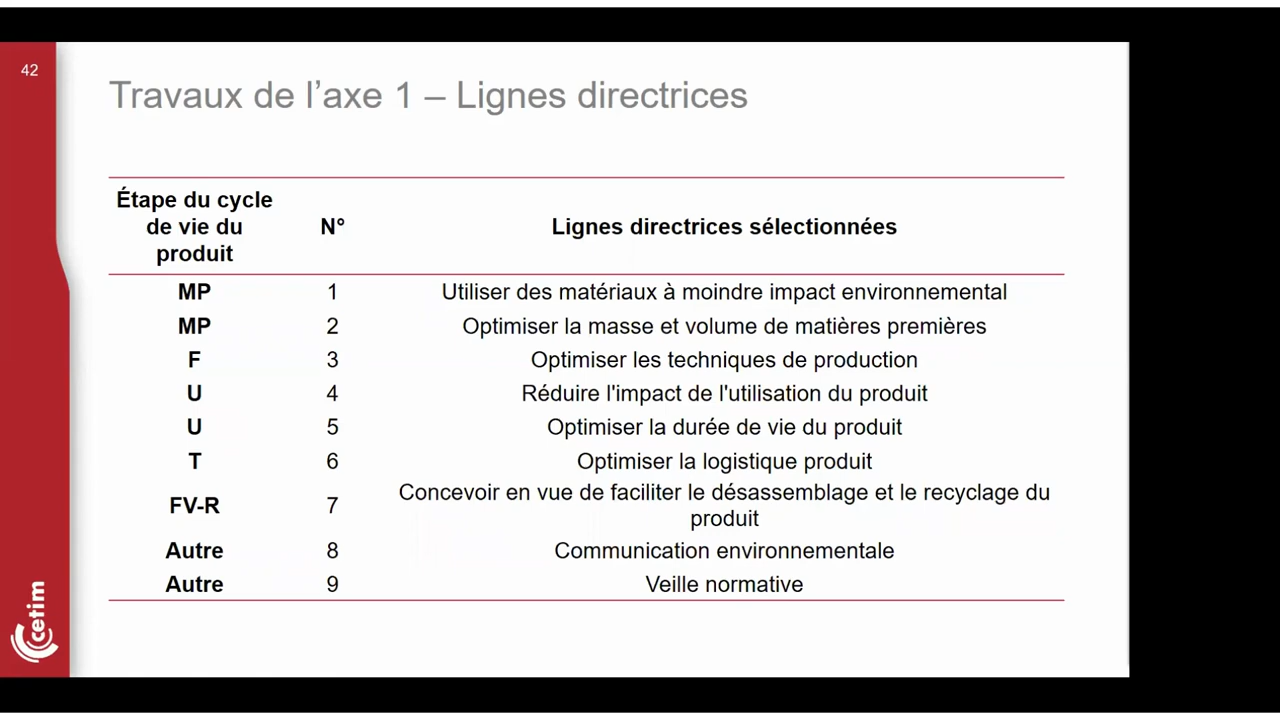 42
Travaux de l’axe 1 – Lignes directrices
Étape du cycle
de vie du
produit
N°
Lignes directrices sélectionnées
MP 1 Utiliser des matériaux à moindre impact environnemental
MP 2 Optimiser la masse et volume de matières premières
F 3 Optimiser les techniques de production
U 4 Réduire l'impact de l'utilisation du produit
U 5 Optimiser la durée de vie du produit
T 6 Optimiser la logistique produit
FV-R 7 Concevoir en vue de faciliter le désassemblage et le recyclage du
produit
Autre 8 Communication environnementale
Autre 9 Veille normative
cetim